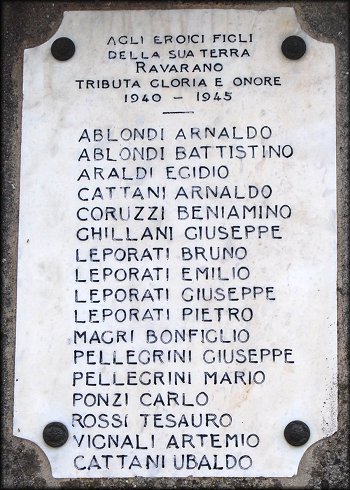 AGLI EROICI FIGLI
DELLA SUA TERRA
RAVARANO
TRIBUTA GLORIA E ONORE
1940 – 1945
ABLONDI ARNALDO
ABLONDI BATTISTINO
ARALDI EGIDIO
CATTANI ARNALDO
CORUZZI BENIAMINO
GHILLANI GIUSEPPE
LEPORATI BRUNO
LEPORATI EMILIO
LEPORATI GIUSEPPE
LEPORATI PIETRO
MAGRI BONFIGLIO
PELLEGRINI GIUSEPPE
PELLEGRINI MARIO
PONZI CARLO
ROSSI TESAURO
VIGNALI ARTEMIO
CATTANI UBALDO